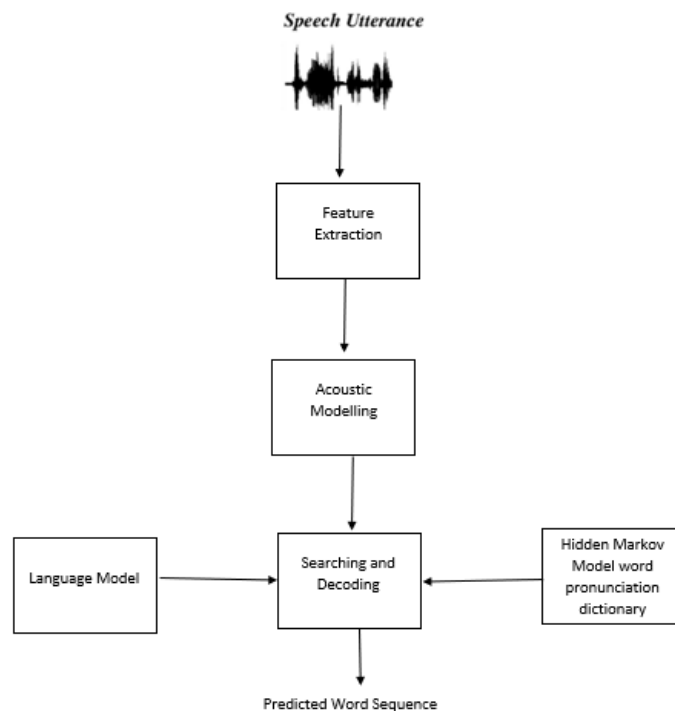 Speech Utterance
Feature
Extraction
Acoustic
Modelling
Language Model
Searching and
Decoding
Hidden Markov
Model word
pronunciation
dictionary
Predicted Word Sequence